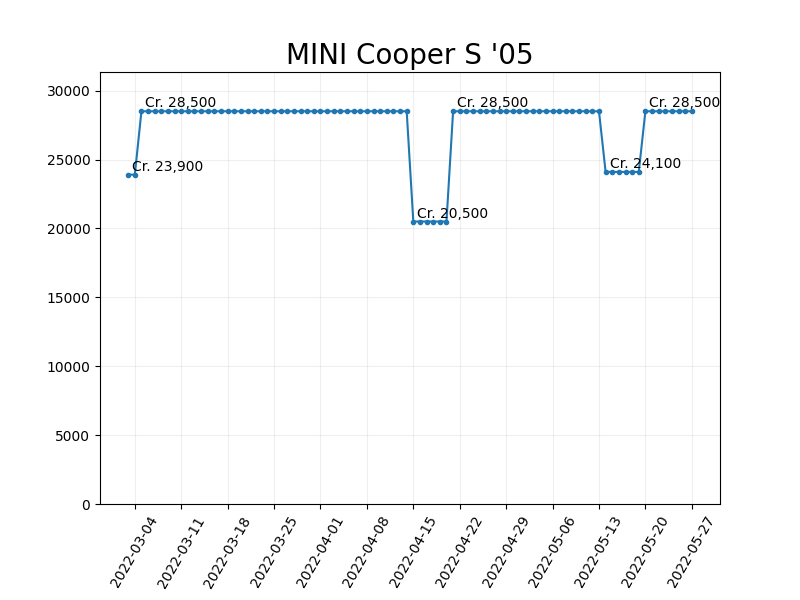 MINI Cooper S '05
30000
25000
20000
15000
10000
5000
0
Cr. 23,900
Cr. 28,500
Cr. 20,500
Cr. 28,500
Cr. 24,100
Cr. 28,500
2022-03-04
2022-03-11
2022-03-18
2022-03-25
2022-04-01
2022-04-08
2022-04-15
2022-04-22
2022-04-29
2022-05-06
2022-05-13
2022-05-20
2022-05-27